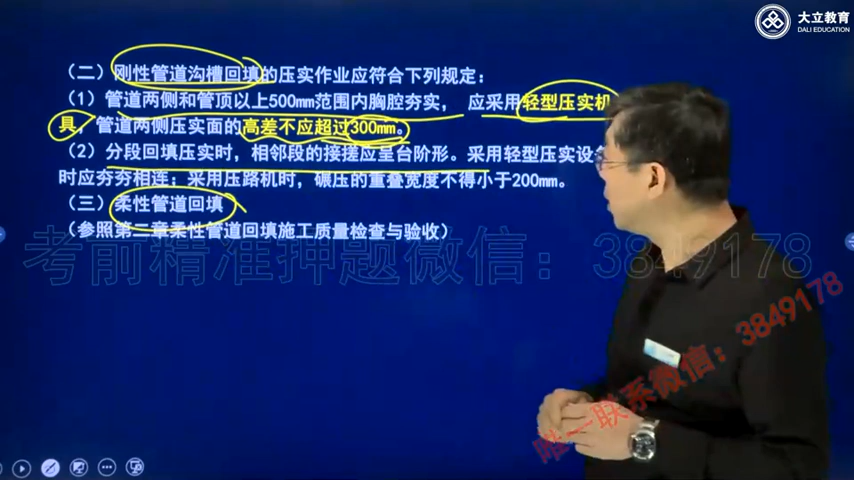 大立教育
DALI EDUCATION
（二）刚性管道沟槽回填的压实作业应符合下列规定：
（1）管道两侧和管顶以上500mm范围内胸腔夯实， 应采用轻型压实机
具，管道两侧压实面的高差不应超过300mm。
（2）分段回填压实时，相邻段的接搓应呈台阶形。采用轻型压实设备
时应夯夯相连；采用压路机时，碾压的重叠宽度不得小于200mm。
（三）柔性管道回填
（参照第二章柔性管道回填施工质量检查与验收）
考前精准押题微信：3849178
唯一联系微信：3849178